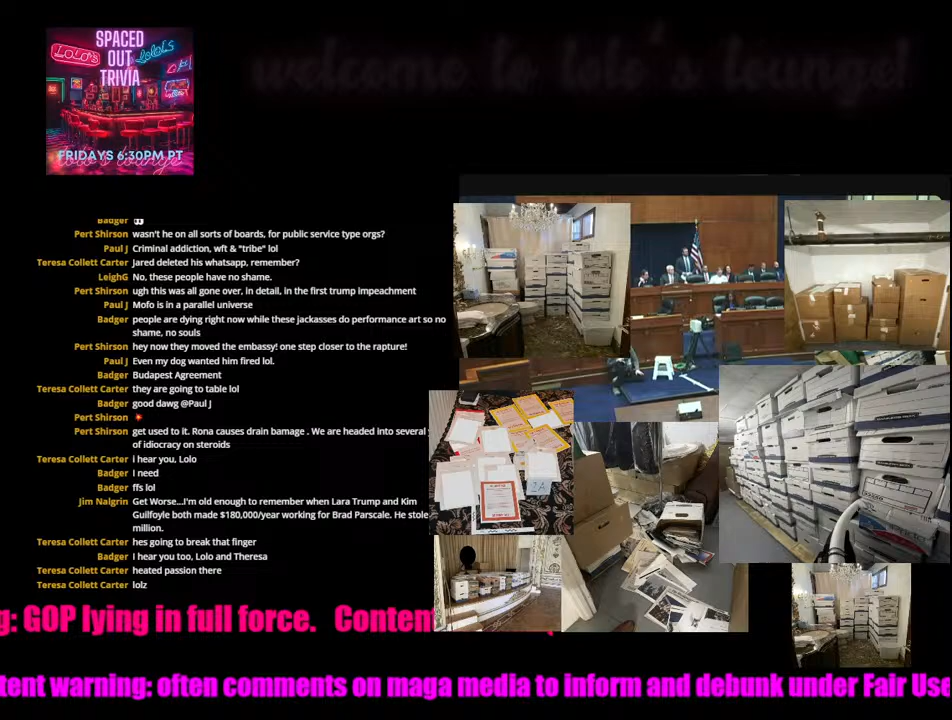 SPACED
OUT
TRIVIA
LOLO'S
FRIDAYS 6:30PM PT
lolo's lounge
welcome to lolo's lounge!
Badger
Pert Shirson wasn't he on all sorts of boards, for public service type orgs?
Paul J Criminal addiction, wft & "tribe" lol
Teresa Collett Carter Jared deleted his whatsapp, remember?
LeighG No, these people have no shame.
Pert Shirson ugh this was all gone over, in detail, in the first trump impeachment
Paul J Mofo is in a parallel universe
Badger people are dying right now while these jackasses do performance art so no
shame, no souls
Pert Shirson hey now they moved the embassy! one step closer to the rapture!
Paul J Even my dog wanted him fired lol.
Badger Budapest Agreement
Teresa Collett Carter they are going to table lol
Badger good dawg @Paul J
Pert Shirson 💥
Pert Shirson get used to it. Rona causes drain bamage . We are headed into several
of idiocracy on steroids
Teresa Collett Carter i hear you, Lolo
Badger I need
Badger ffs lol
Jim Nalgrin Get Worse...I'm old enough to remember when Lara Trump and Kim
Guilfoyle both made $180,000/year working for Brad Parscale. He stole
million.
Teresa Collett Carter hes going to break that finger
Badger I hear you too, Lolo and Theresa
Teresa Collett Carter heated passion there
Teresa Collett Carter lolz
2A
g: GOP lying in full force. Conten
tent warning: often comments on maga media to inform and debunk under Fair Use